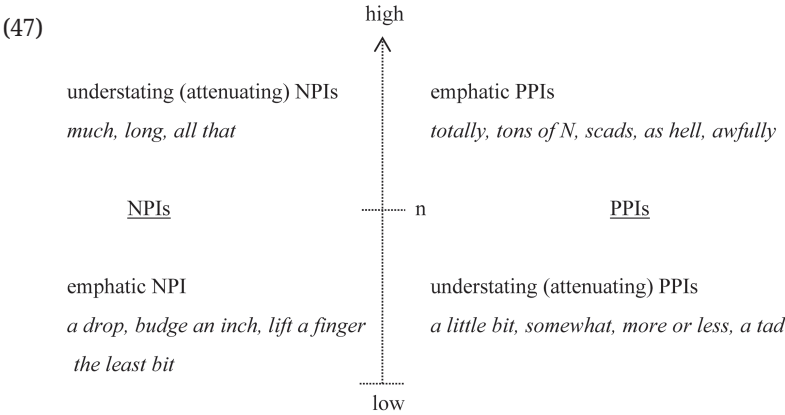 high
(47)
understating (attenuating) NPIs emphatic PPIs
much, long, all that totally, tons of N, scads, as hell, awfully
NPIs n PPIs
emphatic NPI understating (attenuating) PPIs
a drop, budge an inch, lift a finger a little bit, somewhat, more or less, a tad
the least bit
low